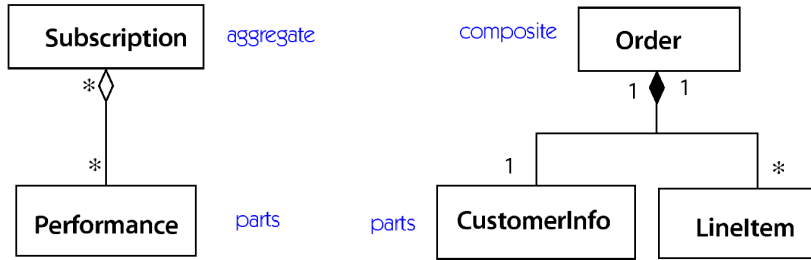 Subscription
aggregate
*
*
Performance
parts
composite
Order
1 1
1
*
parts
CustomerInfo
LineItem